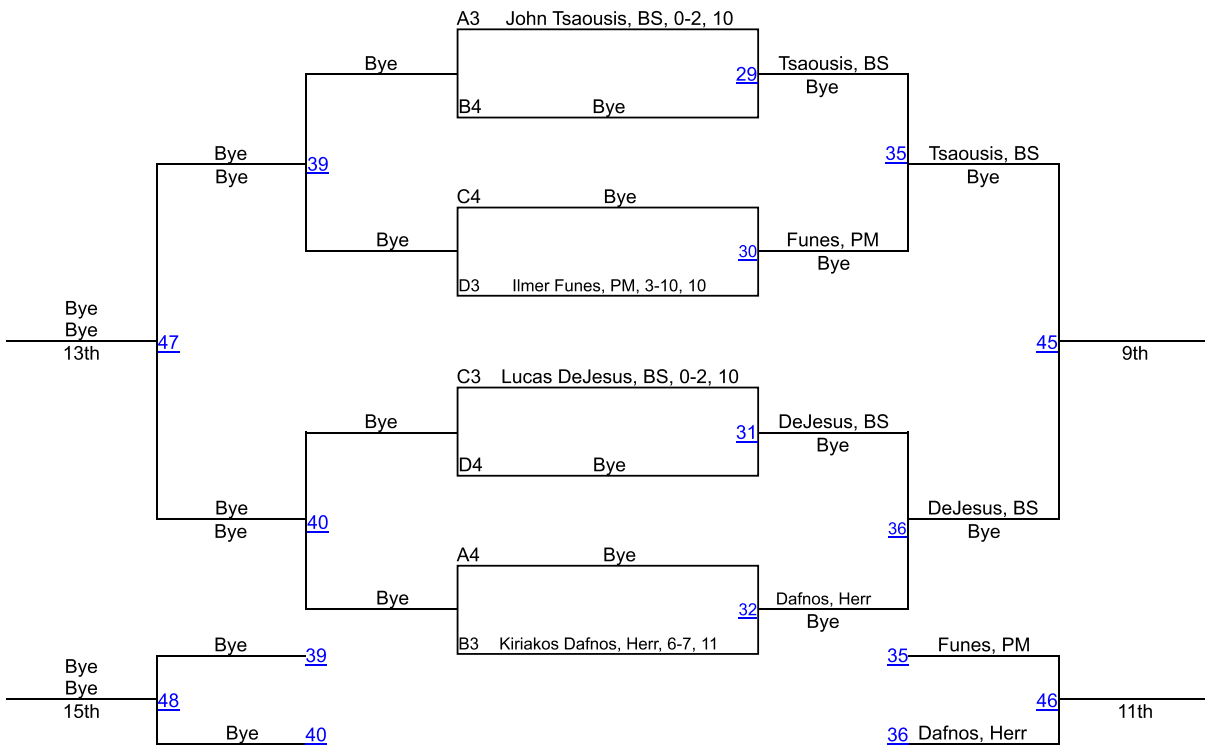 A3 John Tsaousis, BS, 0-2, 10
Bye
29
Tsaousis, BS
Bye
B4 Bye
Bye
Bye
39
35
Tsaousis, BS
Bye
C4 Bye
Bye
30
Funes, PM
Bye
D3 Ilmer Funes, PM, 3-10, 10
Bye
Bye
13th
47
45
9th
C3 Lucas DeJesus, BS, 0-2, 10
Bye
31
DeJesus, BS
Bye
D4 Bye
Bye
Bye
40
36
DeJesus, BS
Bye
A4 Bye
Bye
32
Dafnos, Herr
Bye
B3 Kiriakos Dafnos, Herr, 6-7, 11
Bye
39
35
Funes, PM
Bye
Bye
15th
48
46
11th
Bye
40
36
Dafnos, Herr